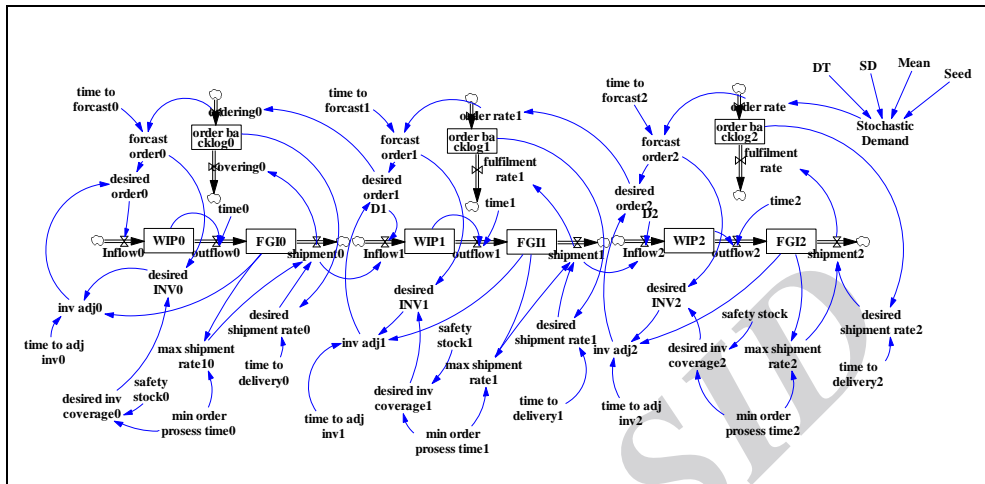 DT
SD
Mean
Seed
Stochastic
Demand
time to
forcast0
ordering0
order ba
cklog0
overing0
forcast
order0
desired
order0
time0
Inflow0
WIP0
outflow0
FGI0
shipment0
desired
INV0
inv adj0
time to adj
inv0
desired
shipment rate0
max shipment
rate10
time to
delivery0
desired inv
coverage0
safety
stock0
min order
prosess time0
time to
forcast1
order rate1
order ba
cklog1
fulfilment
rate1
forcast
order1
desired
order1
D1
time1
Inflow1
WIP1
outflow1
FGI1
shipment1
desired
INV1
inv adj1
safety
stock1
desired
shipment rate1
max shipment
rate1
desired inv
coverage1
time to adj
inv1
min order
prosess time1
time to
delivery1
time to
forcast2
order rate
order ba
cklog2
fulfilment
rate
forcast
order2
desired
order2
D2
time2
Inflow2
WIP2
outflow2
FGI2
shipment2
desired
INV2
inv adj2
safety stock
desired
shipment rate2
desired inv
coverage2
max shipment
rate2
time to
delivery2
time to adj
inv2
min order
prosess time2
SID